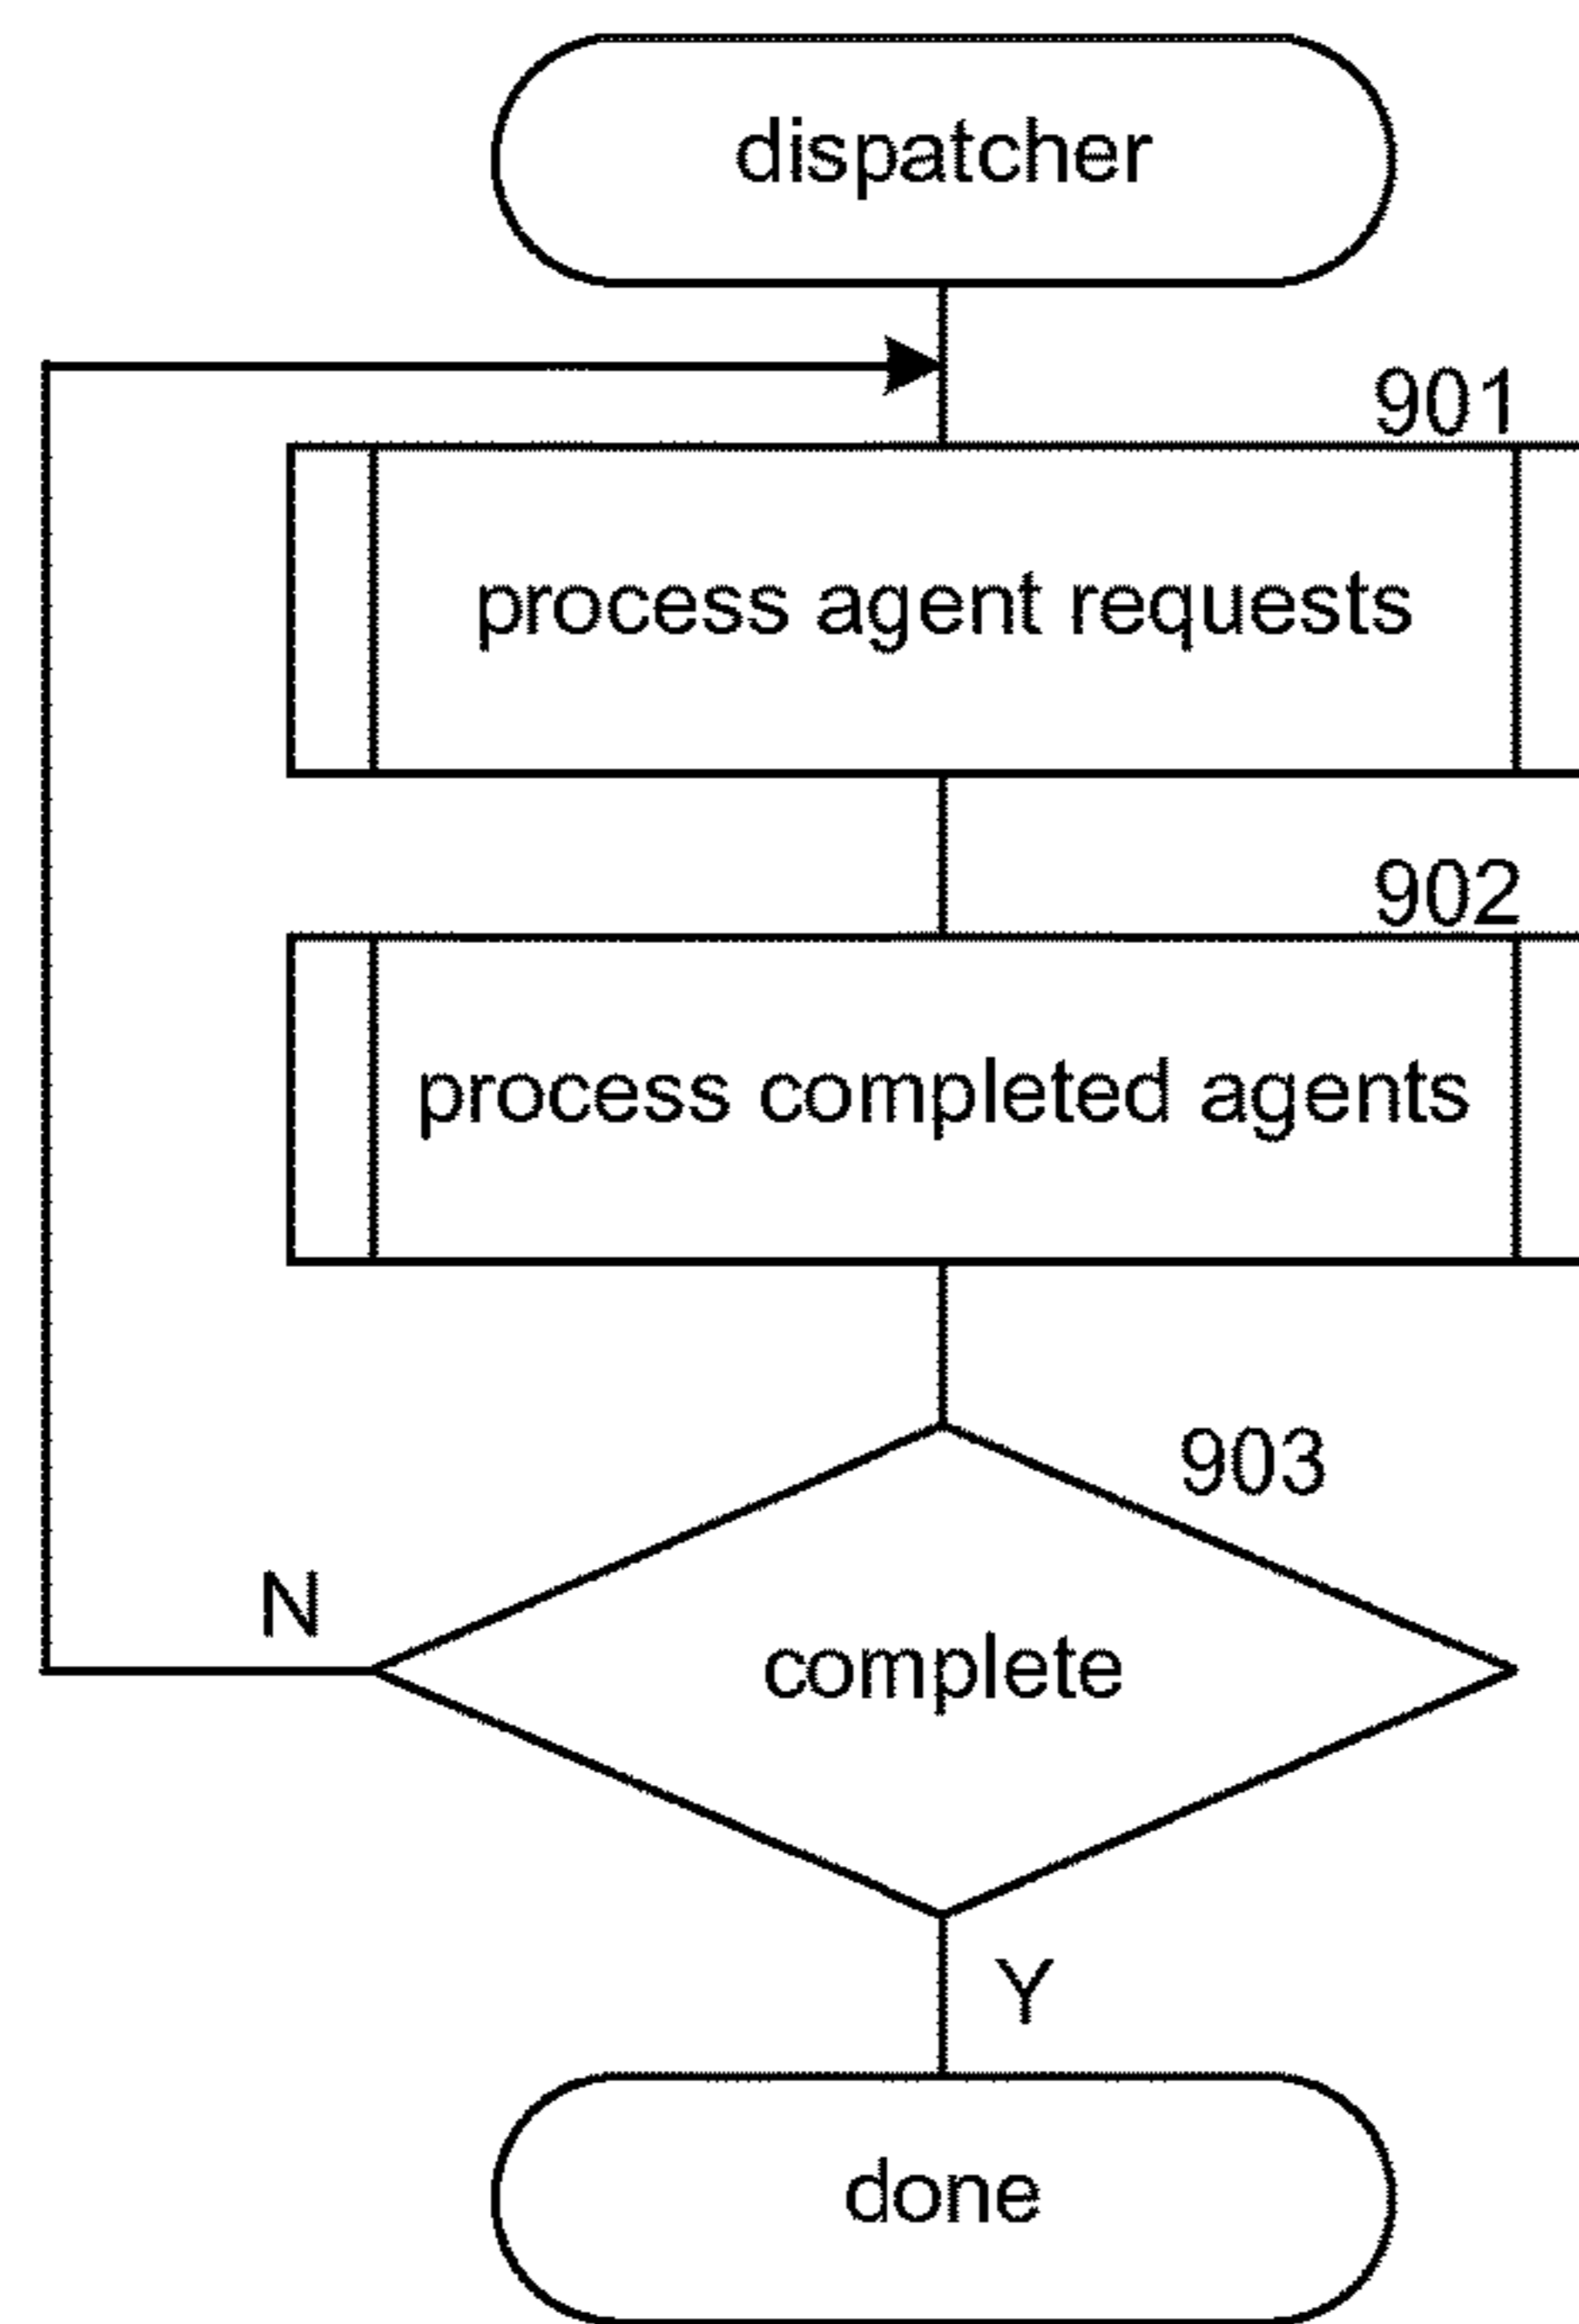 dispatcher
901
process agent requests
902
process completed agents
903
N
complete
Y
done